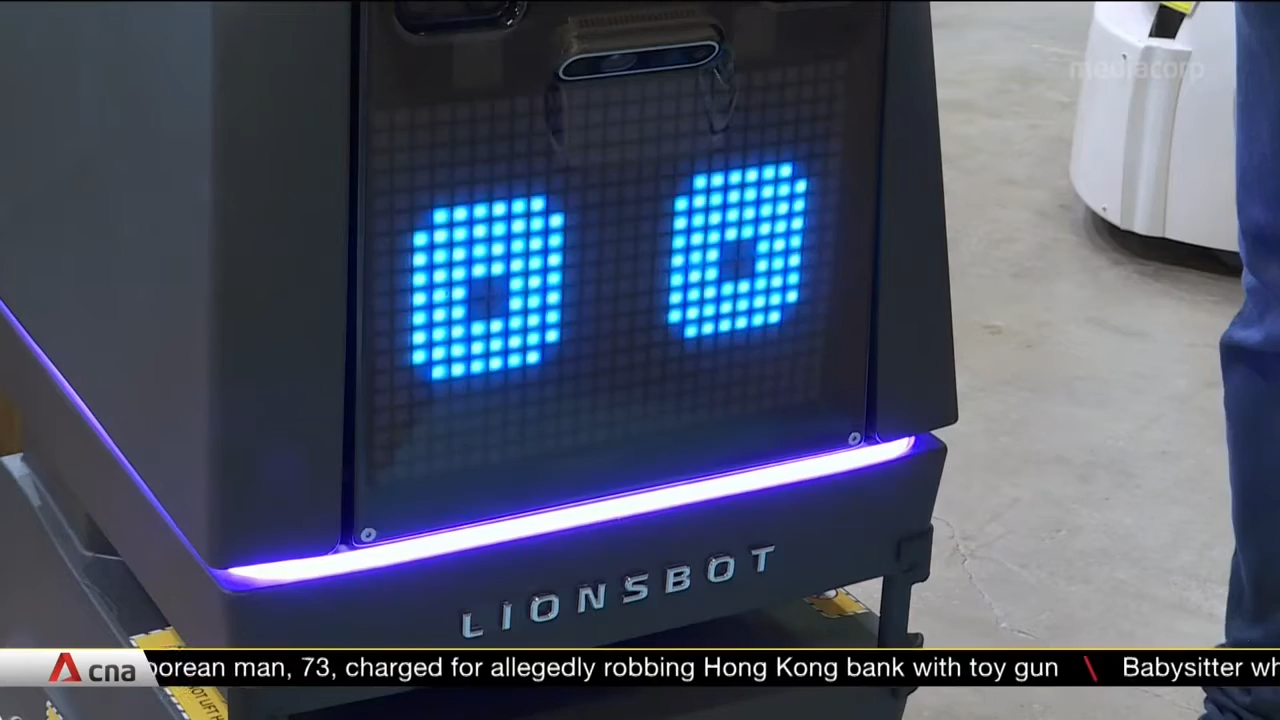 mediacorp
LIONSBOT
cna
porean man, 73, charged for allegedly robbing Hong Kong bank with toy gun \ Babysitter wh